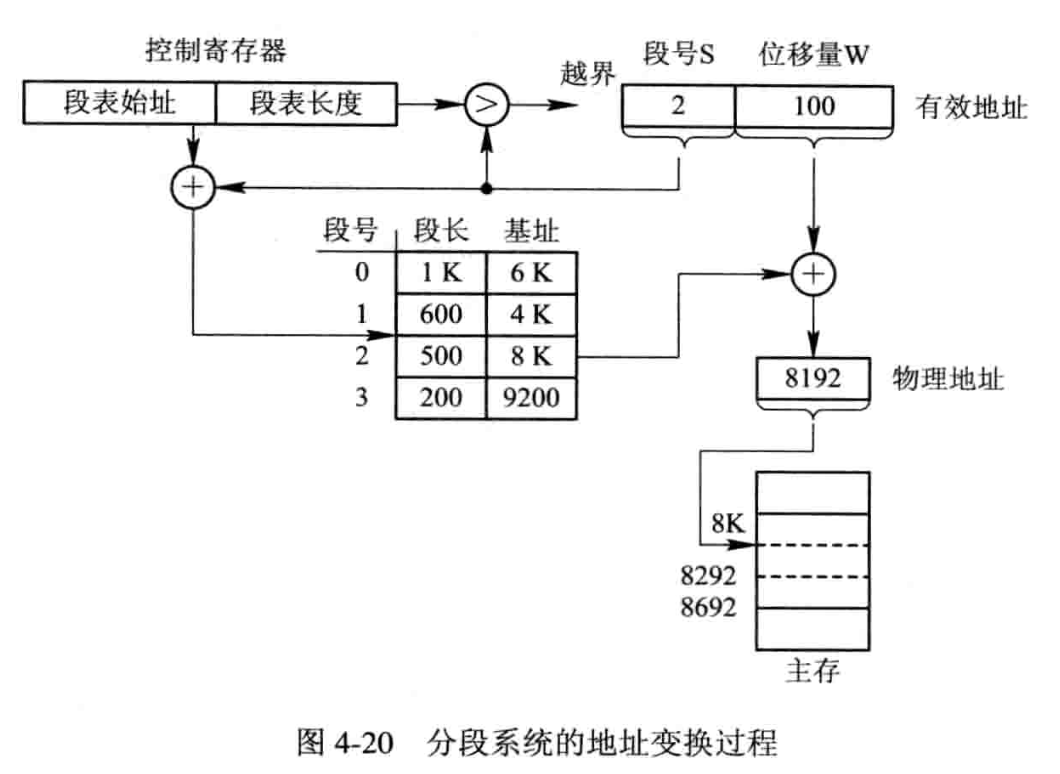 控制寄存器
段表始址 段表长度
>
越界
段号S 位移量W
2 100
有效地址
+
段号 段长 基址
0 1 K 6 K
1 600 4 K
2 500 8 K
3 200 9200
+
8192
物理地址
8K
8292
8692
主存
图 4-20 分段系统的地址变换过程